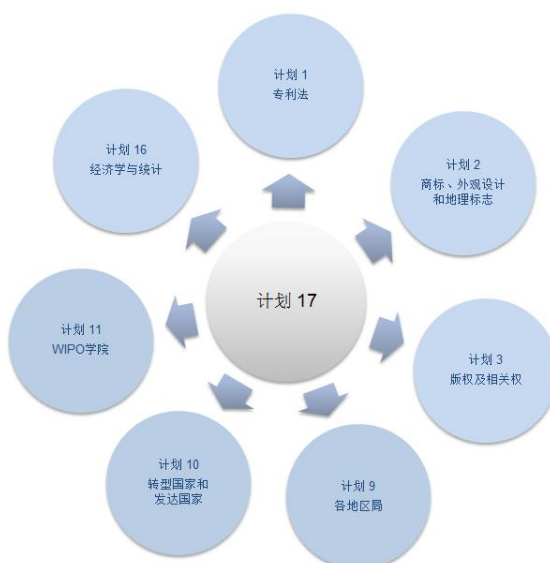 计划 1
专利法
计划 2
商标、外观设计
和地理标志
计划 3
版权及相关权
计划 9
各地区局
计划 10
转型国家和
发达国家
计划 11
WIPO学院
计划 16
经济学与统计
计划 17